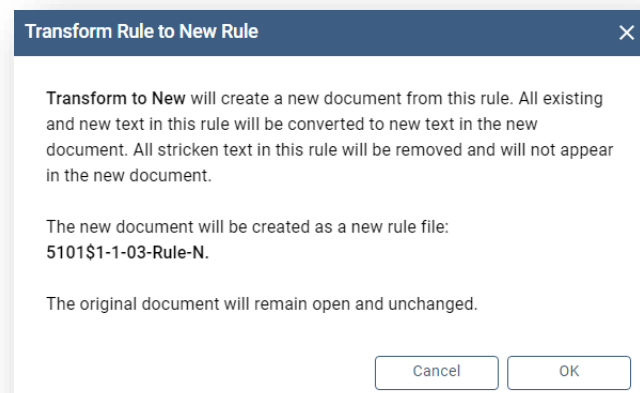 Transform Rule to New Rule
Transform to New will create a new document from this rule. All existing
and new text in this rule will be converted to new text in the new
document. All stricken text in this rule will be removed and will not appear
in the new document.
The new document will be created as a new rule file:
5101$1-1-03-Rule-N.
The original document will remain open and unchanged.
Cancel OK